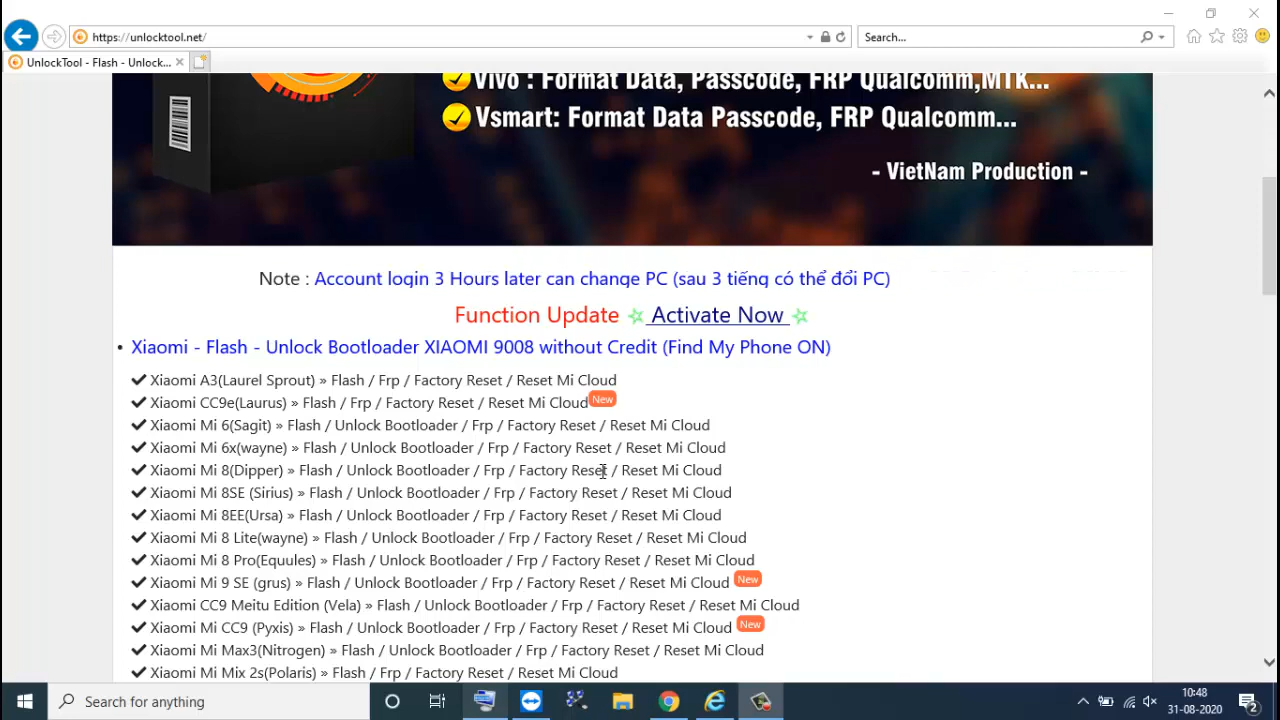 https://unlocktool.net/
Search...
UnlockTool - Flash - Unlock...
Vivo : Format Data, Passcode, FRP Qualcomm,MTK...
Vsmart: Format Data Passcode, FRP Qualcomm...
- VietNam Production -
Note : Account login 3 Hours later can change PC (sau 3 tiếng có thể đổi PC)
Function Update Activate Now
• Xiaomi - Flash - Unlock Bootloader XIAOMI 9008 without Credit (Find My Phone ON)
✔ Xiaomi A3(Laurel Sprout) » Flash / Frp / Factory Reset / Reset Mi Cloud
✔ Xiaomi CC9e(Laurus) » Flash / Frp / Factory Reset / Reset Mi Cloud New
✔ Xiaomi Mi 6(Sagit) » Flash / Unlock Bootloader / Frp / Factory Reset / Reset Mi Cloud
✔ Xiaomi Mi 6x(wayne) » Flash / Unlock Bootloader / Frp / Factory Reset / Reset Mi Cloud
✔ Xiaomi Mi 8(Dipper) » Flash / Unlock Bootloader / Frp / Factory Reset / Reset Mi Cloud
✔ Xiaomi Mi 8SE (Sirius) » Flash / Unlock Bootloader / Frp / Factory Reset / Reset Mi Cloud
✔ Xiaomi Mi 8EE(Ursa) » Flash / Unlock Bootloader / Frp / Factory Reset / Reset Mi Cloud
✔ Xiaomi Mi 8 Lite(wayne) » Flash / Unlock Bootloader / Frp / Factory Reset / Reset Mi Cloud
✔ Xiaomi Mi 8 Pro(Equules) » Flash / Unlock Bootloader / Frp / Factory Reset / Reset Mi Cloud
✔ Xiaomi Mi 9 SE (grus) » Flash / Unlock Bootloader / Frp / Factory Reset / Reset Mi Cloud New
✔ Xiaomi CC9 Meitu Edition (Vela) » Flash / Unlock Bootloader / Frp / Factory Reset / Reset Mi Cloud
✔ Xiaomi Mi CC9 (Pyxis) » Flash / Unlock Bootloader / Frp / Factory Reset / Reset Mi Cloud New
✔ Xiaomi Mi Max3(Nitrogen) » Flash / Unlock Bootloader / Frp / Factory Reset / Reset Mi Cloud
✔ Xiaomi Mi Mix 2s(Polaris) » Flash / Frp / Factory Reset / Reset Mi Cloud
Search for anything
10:48
31-08-2020
2